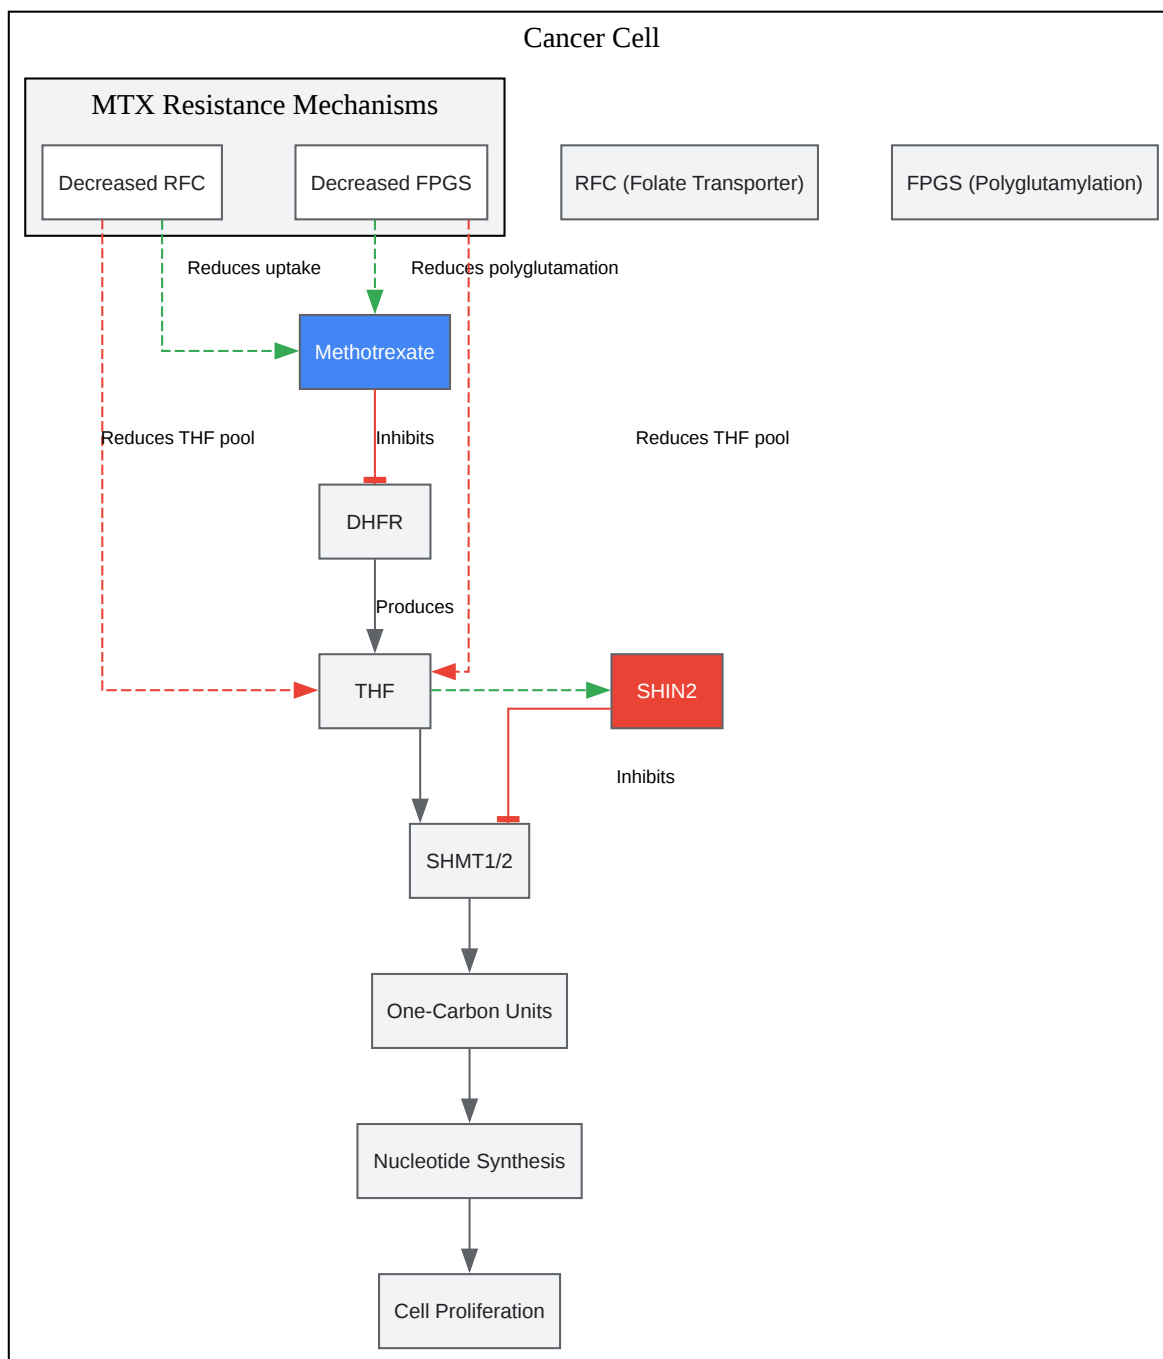 Cancer Cell
MTX Resistance Mechanisms
Decreased RFC
Decreased FPGS
RFC (Folate Transporter)
FPGS (Polyglutamylation)
Reduces uptake
Reduces polyglutamation
Methotrexate
Reduces THF pool
Inhibits
Reduces THF pool
DHFR
Produces
THF
SHIN2
Inhibits
SHMT1/2
One-Carbon Units
Nucleotide Synthesis
Cell Proliferation